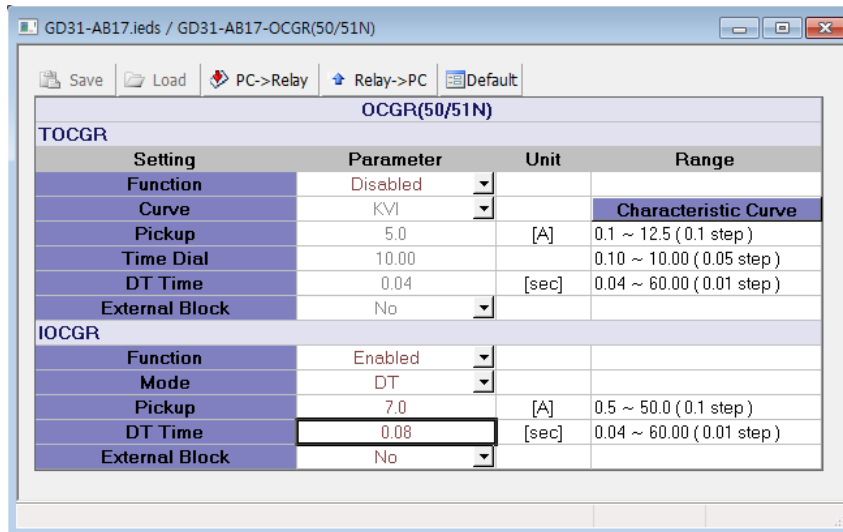 GD31-AB17.ieds / GD31-AB17-OCGR(50/51N)
Save Load PC->Relay Relay->PC Default
OCGR(50/51N)
TOCGR
Setting Parameter Unit Range
Function Disabled
Curve KVI Characteristic Curve
Pickup 5.0 [A] 0.1 ~ 12.5 ( 0.1 step )
Time Dial 10.00 0.10 ~ 10.00 ( 0.05 step )
DT Time 0.04 [sec] 0.04 ~ 60.00 ( 0.01 step )
External Block No
IOCGR
Function Enabled
Mode DT
Pickup 7.0 [A] 0.5 ~ 50.0 ( 0.1 step )
DT Time 0.08 [sec] 0.04 ~ 60.00 ( 0.01 step )
External Block No